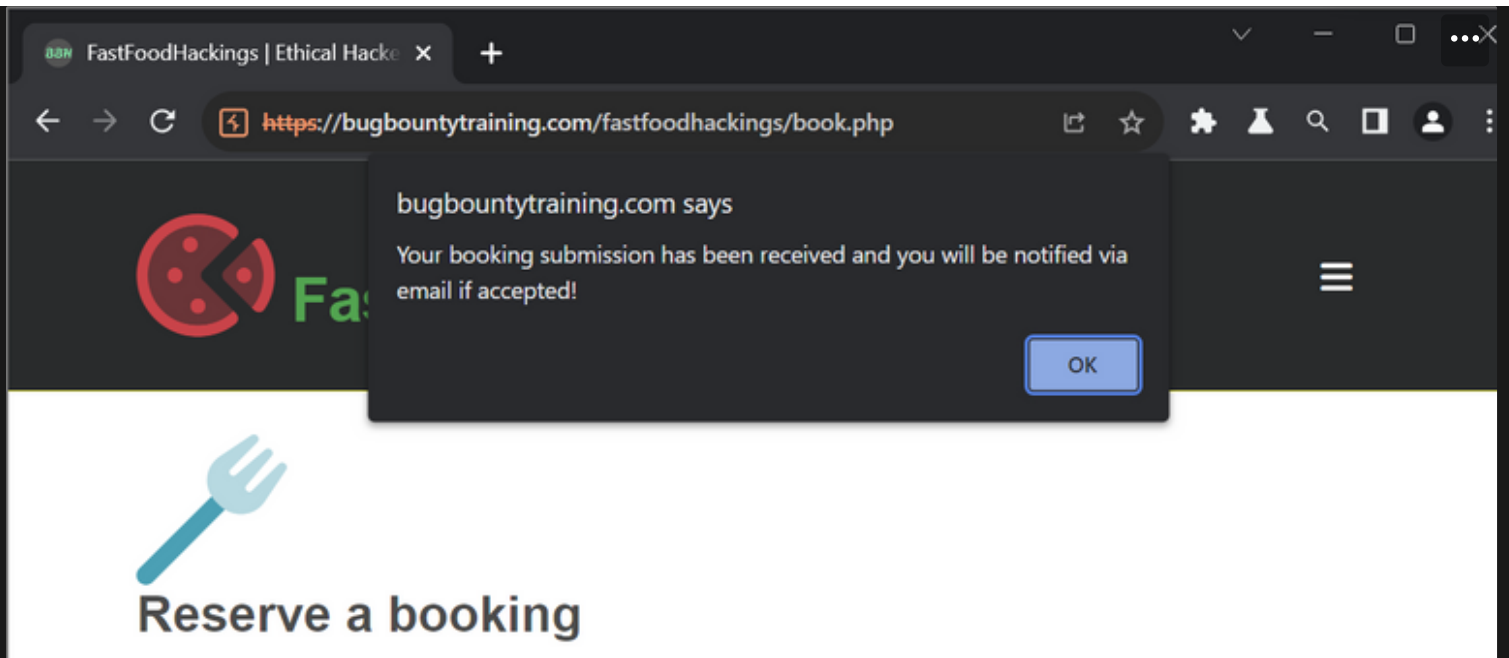 BBH FastFoodHackings | Ethical Hacke
https://bugbountytraining.com/fastfoodhackings/book.php
bugbountytraining.com says
Your booking submission has been received and you will be notified via
email if accepted!
Fas
OK
Reserve a booking